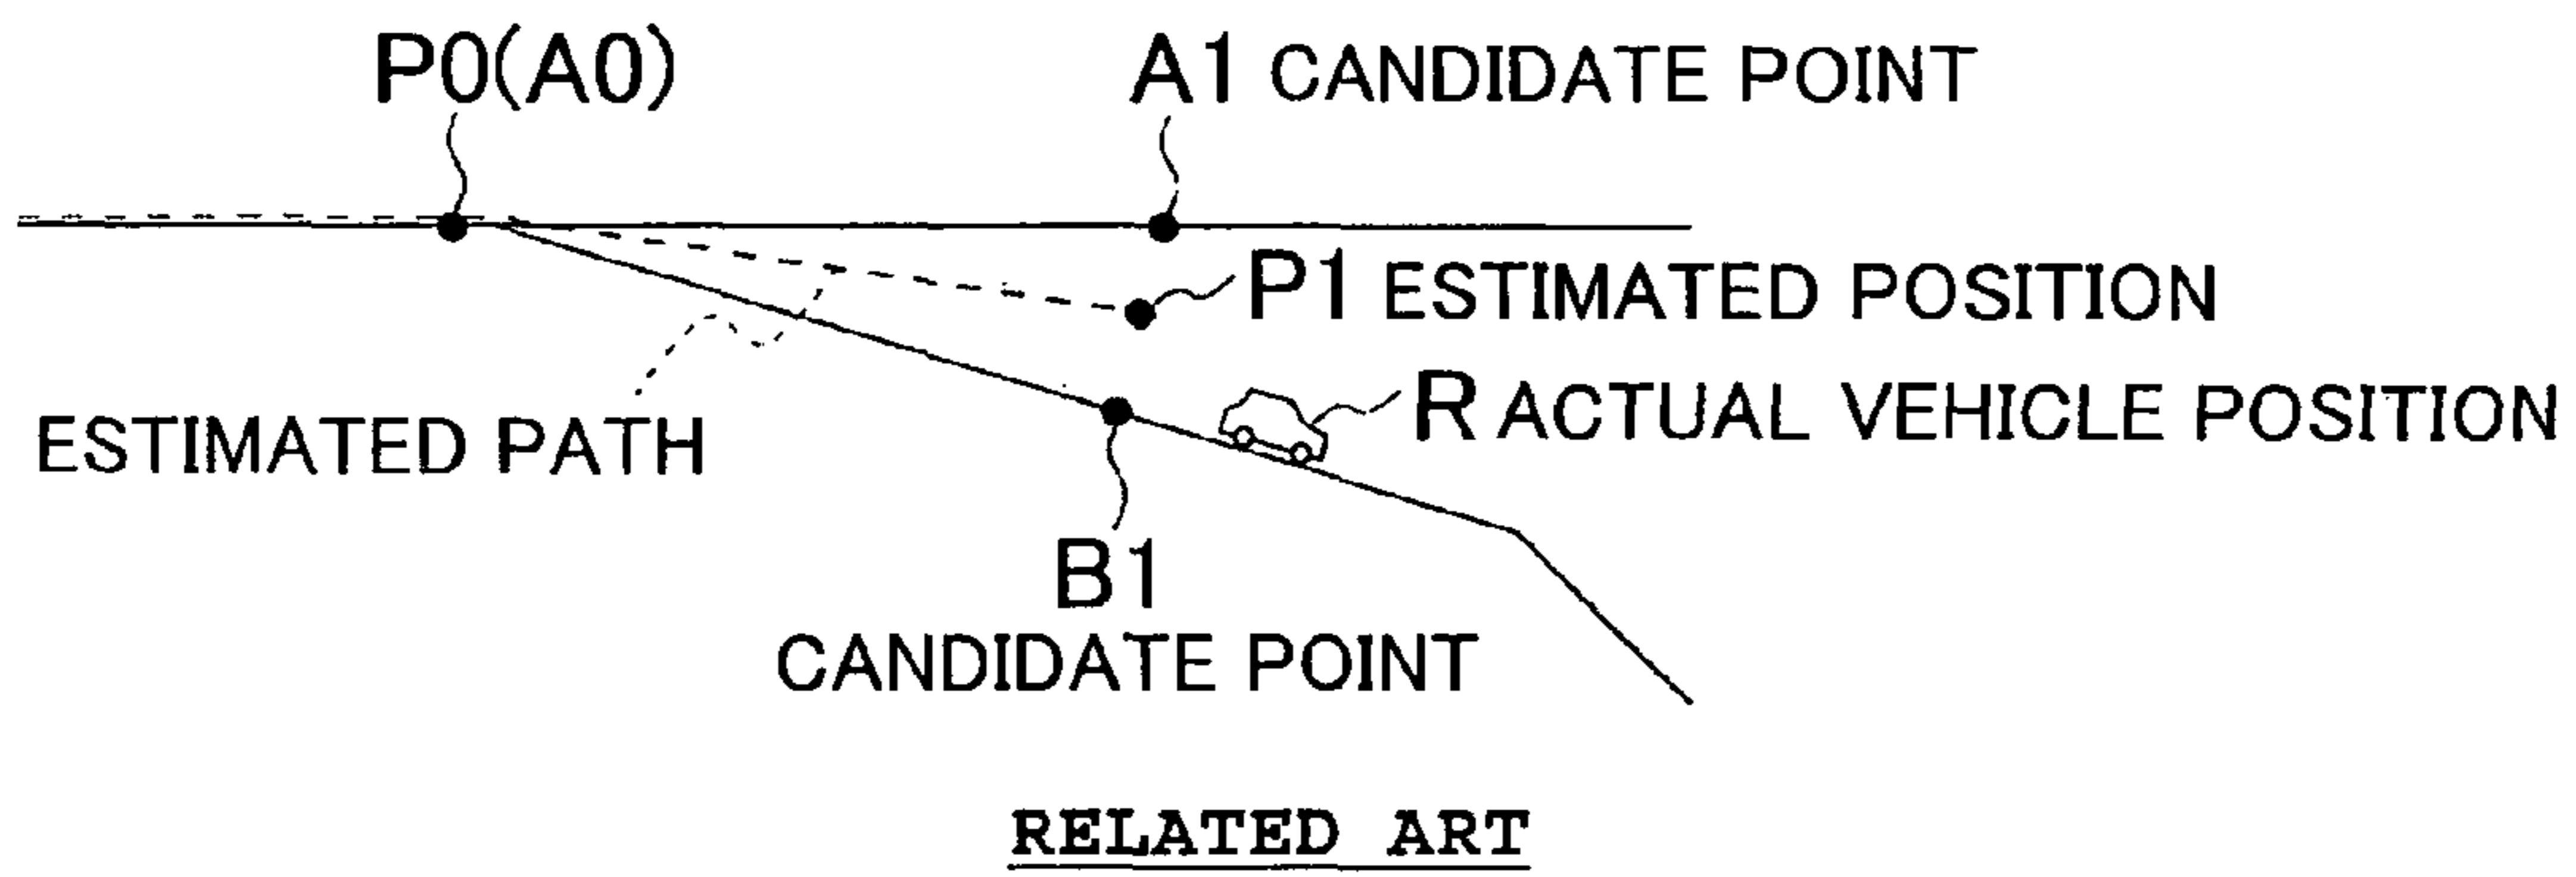 P0(A0)
A1 CANDIDATE POINT
P1 ESTIMATED POSITION
R ACTUAL VEHICLE POSITION
ESTIMATED PATH
B1
CANDIDATE POINT
RELATED ART